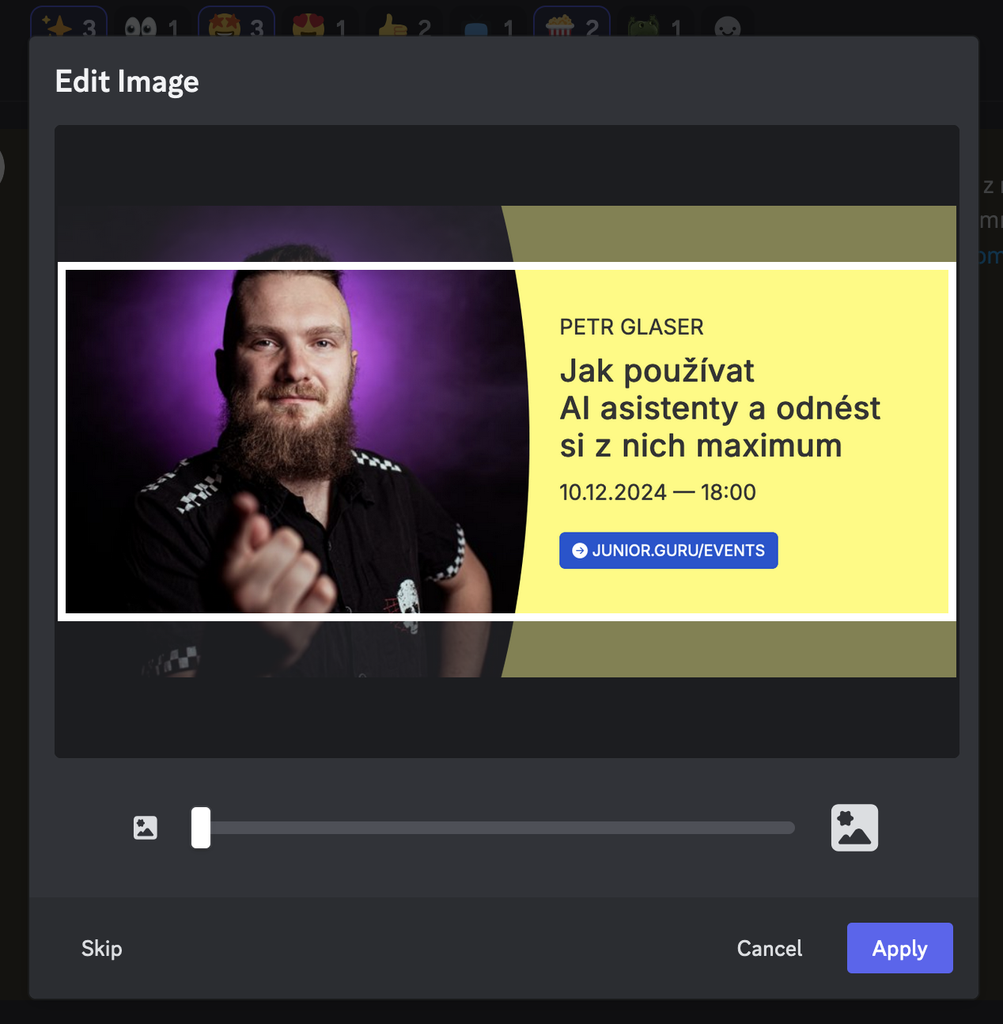 3 1 3 1 2 1 2 1
Edit Image
PETR GLASER
Jak používat
AI asistenty a odnést
si z nich maximum
10.12.2024 — 18:00
JUNIOR.GURU/EVENTS
Skip
Cancel
Apply